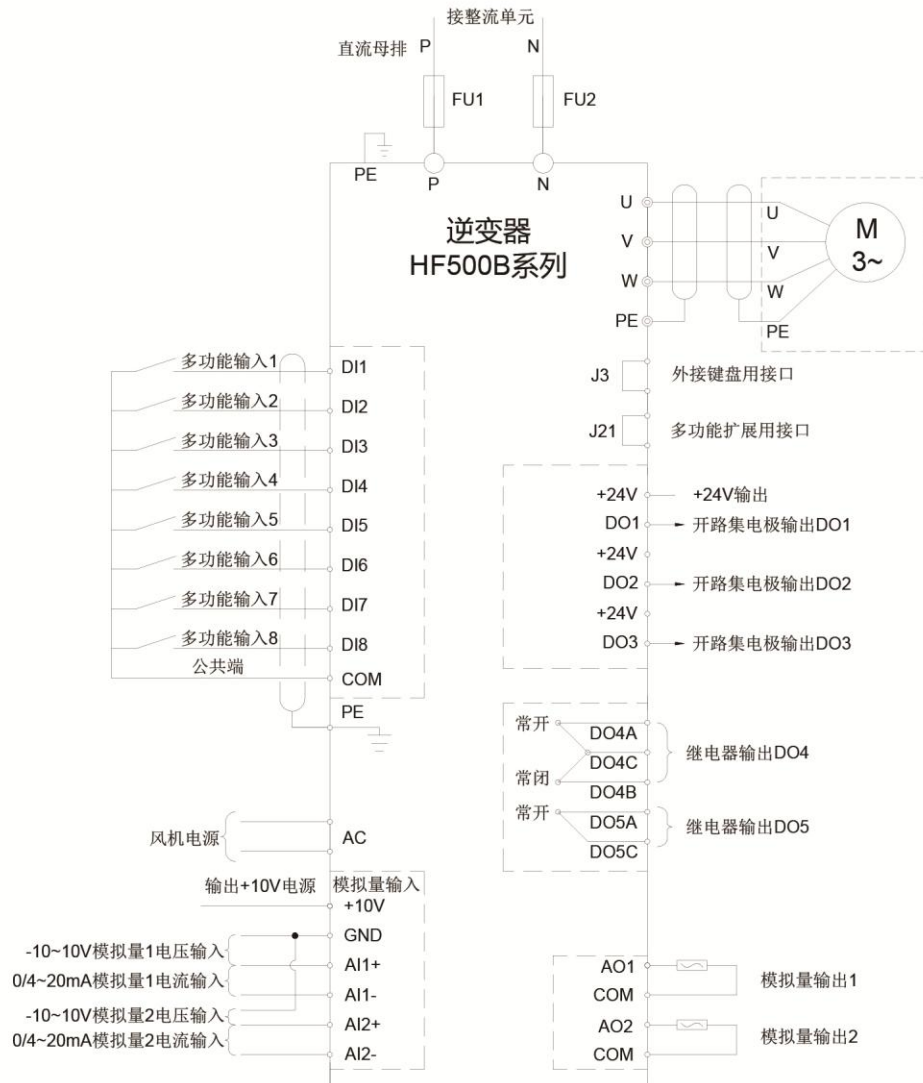 接整流单元
直流母排 P N
FU1 FU2
PE P N
逆变器
HF500B系列
U U
V V
W W
PE PE
M
3~
多功能输入1 DI1
多功能输入2 DI2
多功能输入3 DI3
多功能输入4 DI4
多功能输入5 DI5
多功能输入6 DI6
多功能输入7 DI7
多功能输入8 DI8
公共端 COM
PE
风机电源 AC
输出+10V电源 模拟量输入
+10V
GND
-10~10V模拟量1电压输入
AI1+
0/4~20mA模拟量1电流输入
AI1-
-10~10V模拟量2电压输入
AI2+
0/4~20mA模拟量2电流输入
AI2-
J3 外接键盘用接口
J21 多功能扩展用接口
+24V +24V输出
DO1 开路集电极输出DO1
+24V
DO2 开路集电极输出DO2
+24V
DO3 开路集电极输出DO3
常开 DO4A
DO4C 继电器输出DO4
常闭 DO4B
常开 DO5A
继电器输出DO5
DO5C
AO1
模拟量输出1
COM
AO2
模拟量输出2
COM